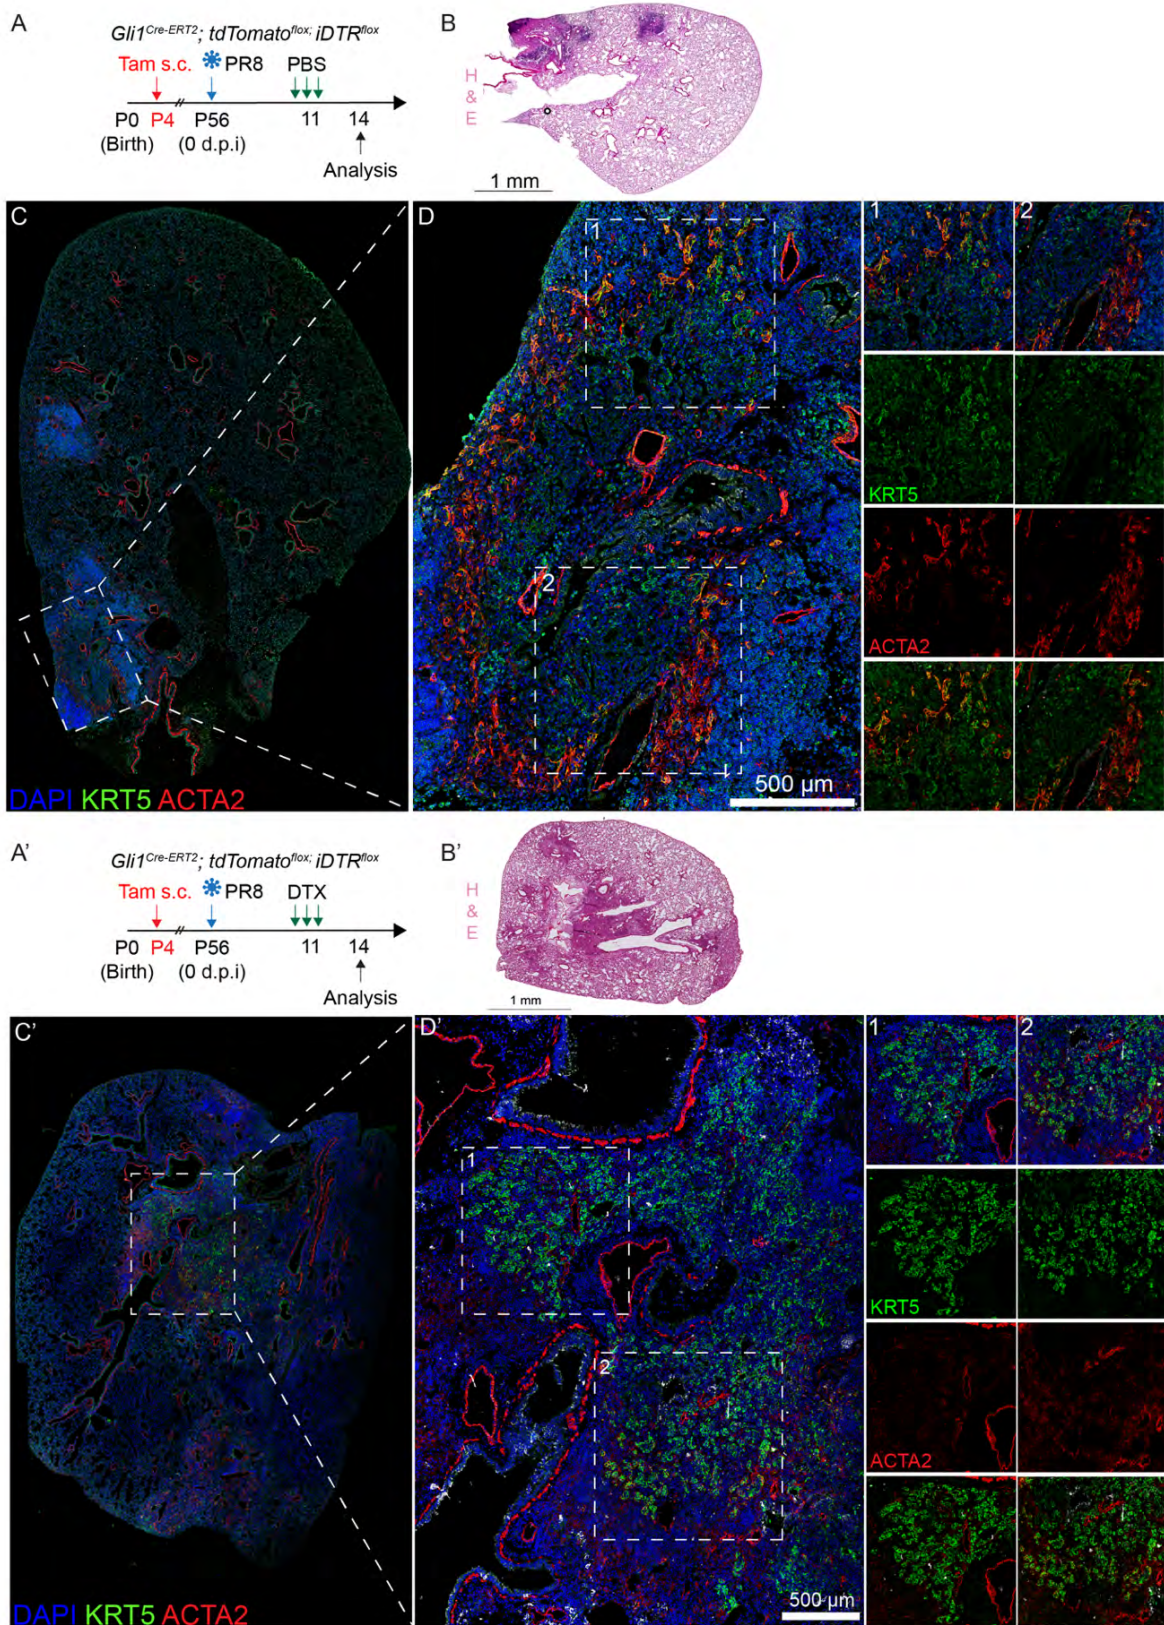 A
Gli1Cre-ERT2; tdTomatoflox; iDTRflox
Tam s.c. PR8 PBS
P0 P4 P56 11 14
(Birth) (0 d.p.i)
Analysis
B
H
&
E
1 mm
C
DAPI KRT5 ACTA2
D
1
2
500 µm
1
2
KRT5
ACTA2
A'
Gli1Cre-ERT2; tdTomatoflox; iDTRflox
Tam s.c. PR8 DTX
P0 P4 P56 11 14
(Birth) (0 d.p.i)
Analysis
B'
H
&
E
1 mm
C'
DAPI KRT5 ACTA2
D'
1
2
500 µm
1
2
KRT5
ACTA2